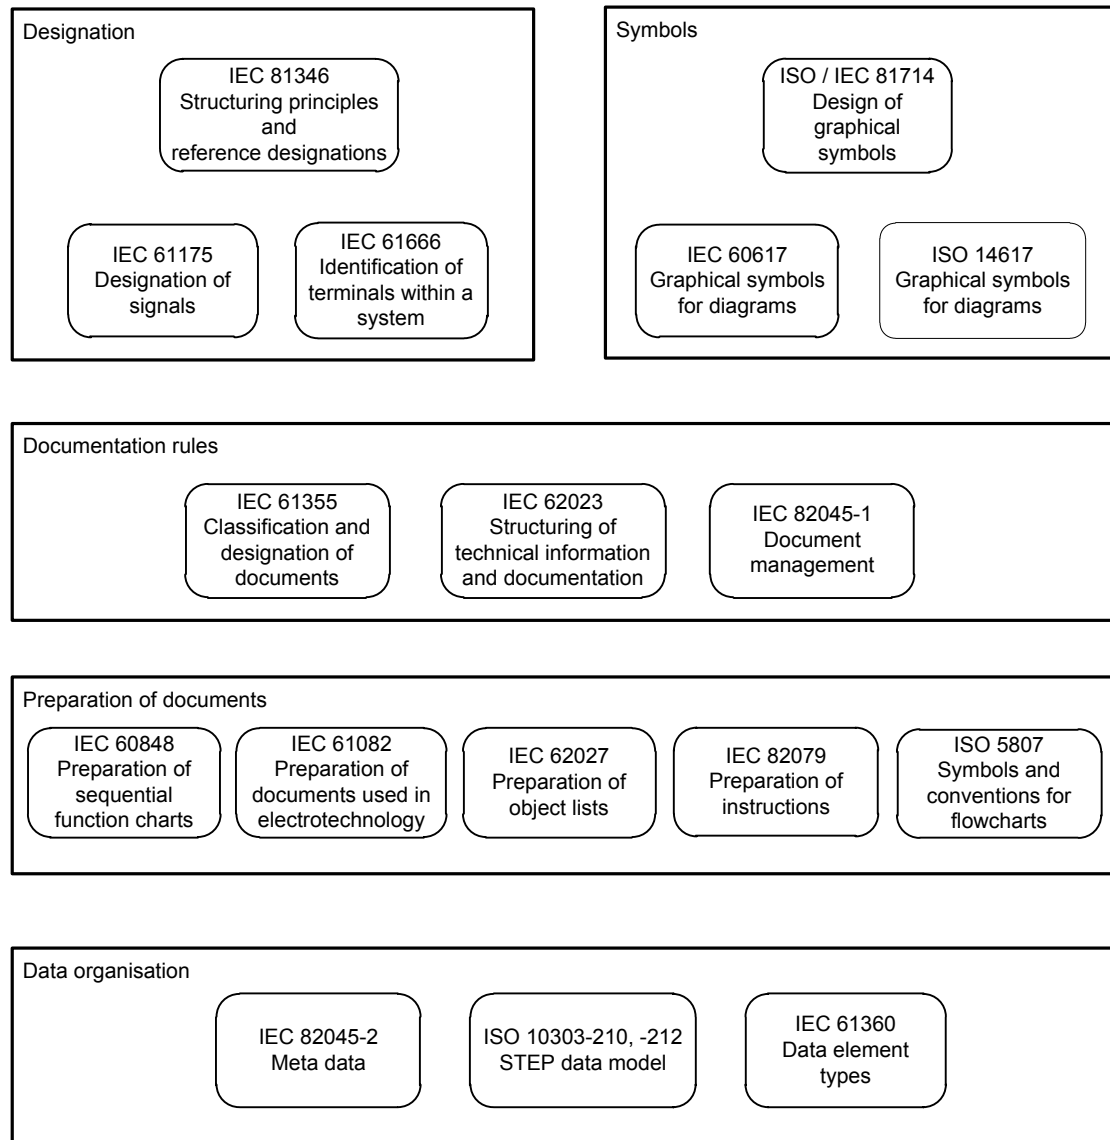 Designation
IEC 81346
Structuring principles
and
reference designations
IEC 61175
Designation of
signals
IEC 61666
Identification of
terminals within a
system
Symbols
ISO / IEC 81714
Design of
graphical
symbols
IEC 60617
Graphical symbols
for diagrams
ISO 14617
Graphical symbols
for diagrams
Documentation rules
IEC 61355
Classification and
designation of
documents
IEC 62023
Structuring of
technical information
and documentation
IEC 82045-1
Document
management
Preparation of documents
IEC 60848
Preparation of
sequential
function charts
IEC 61082
Preparation of
documents used in
electrotechnology
IEC 62027
Preparation of
object lists
IEC 82079
Preparation of
instructions
ISO 5807
Symbols and
conventions for
flowcharts
Data organisation
IEC 82045-2
Meta data
ISO 10303-210, -212
STEP data model
IEC 61360
Data element
types